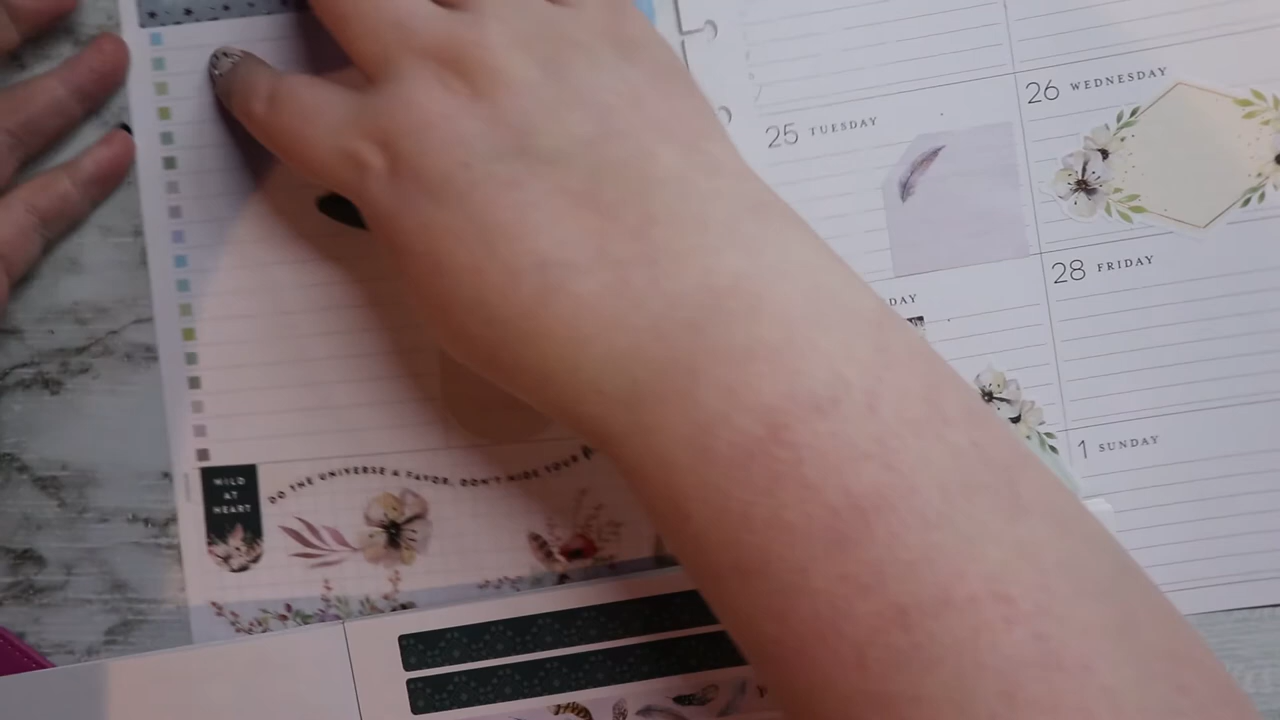 25 TUESDAY
26 WEDNESDAY
DAY
28 FRIDAY
1 SUNDAY
WILD
AT
HEART
DO THE UNIVERSE A FAVOR, DON'T HIDE YOUR